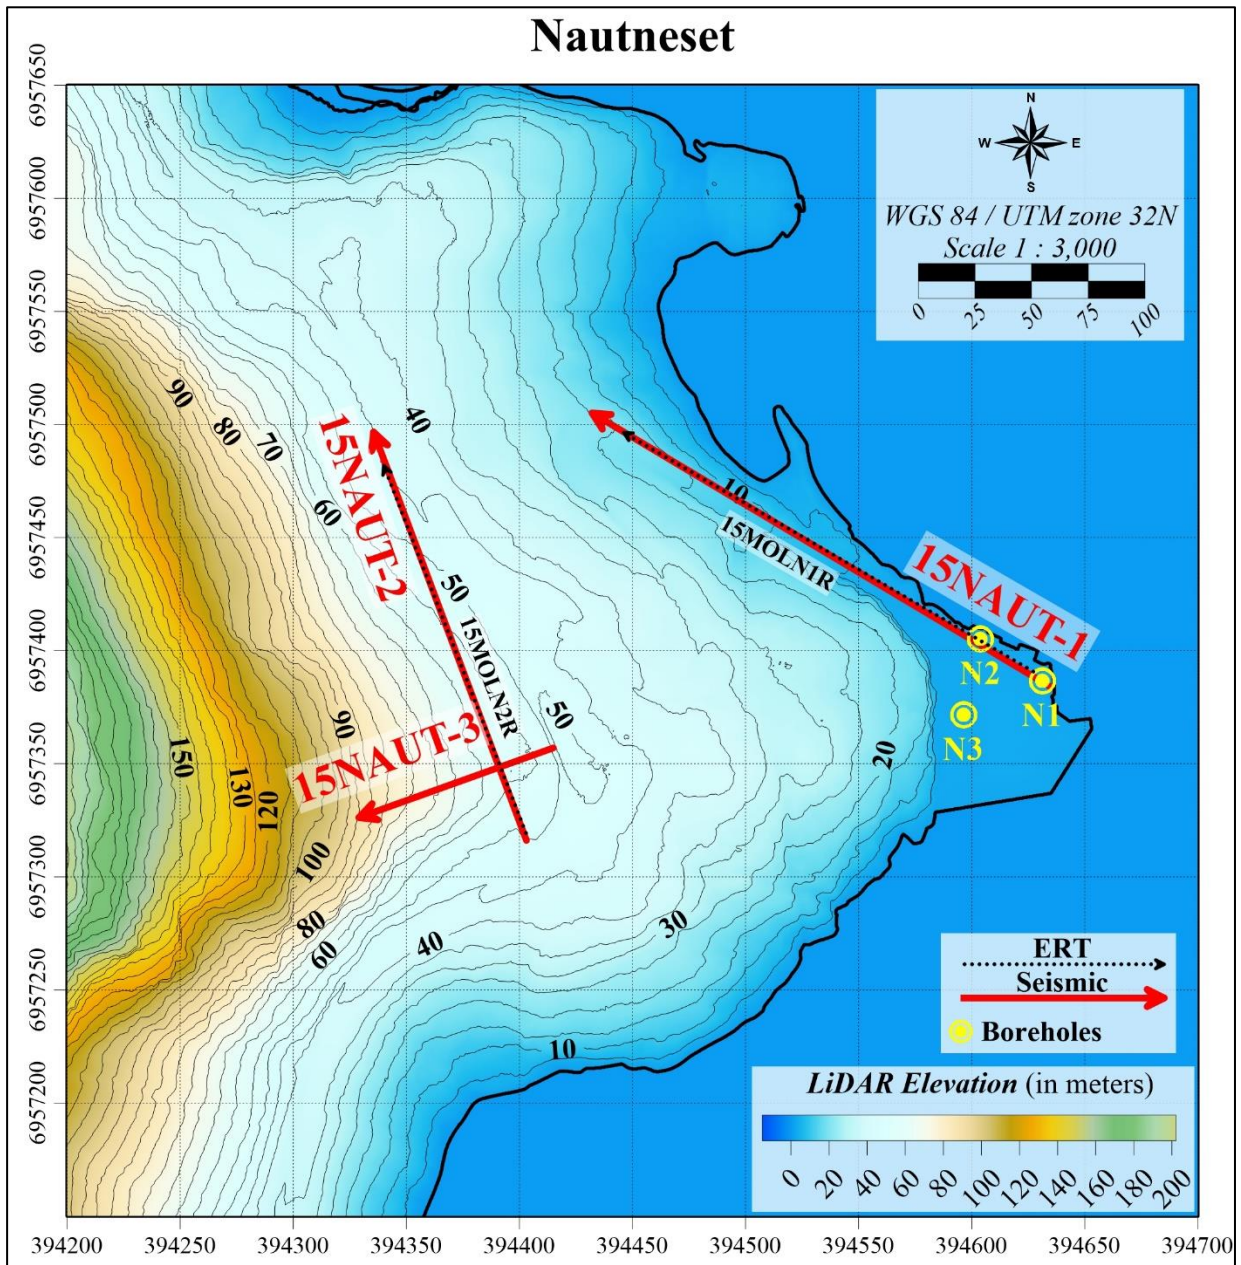 Nautneset
N
W E
S
WGS 84 / UTM zone 32N
Scale 1 : 3,000
0 25 50 75 100
6957650
6957600
6957550
6957500
6957450
6957400
6957350
6957300
6957250
6957200
90
80
70
60
40
50
15NAUT-2
15MOLN2R
10
15MOLN1R
15NAUT-1
N2
N1
N3
90
15NAUT-3
50
20
150
130
120
100
80
60
40
30
10
ERT
Seismic
Boreholes
LiDAR Elevation (in meters)
0 20 40 60 80 100 120 140 160 180 200
394200 394250 394300 394350 394400 394450 394500 394550 394600 394650 394700